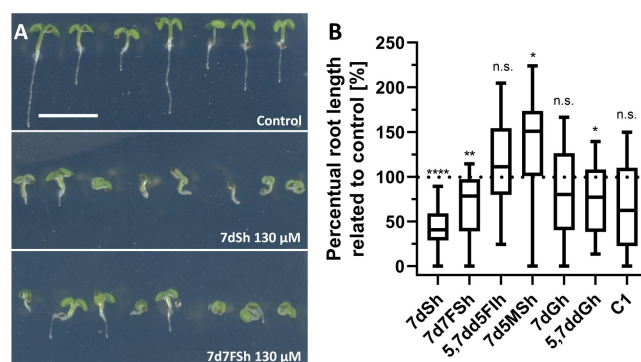 A
Control
7dSh 130 µM
7d7FSh 130 µM
B
Percentual root length
related to control [%]
250
200
150
100
50
0
****
**
n.s.
*
n.s.
*
n.s.
7dSh
7d7FSh
5,7dd5FIh
7d5MSh
7dGh
5,7ddGh
C1